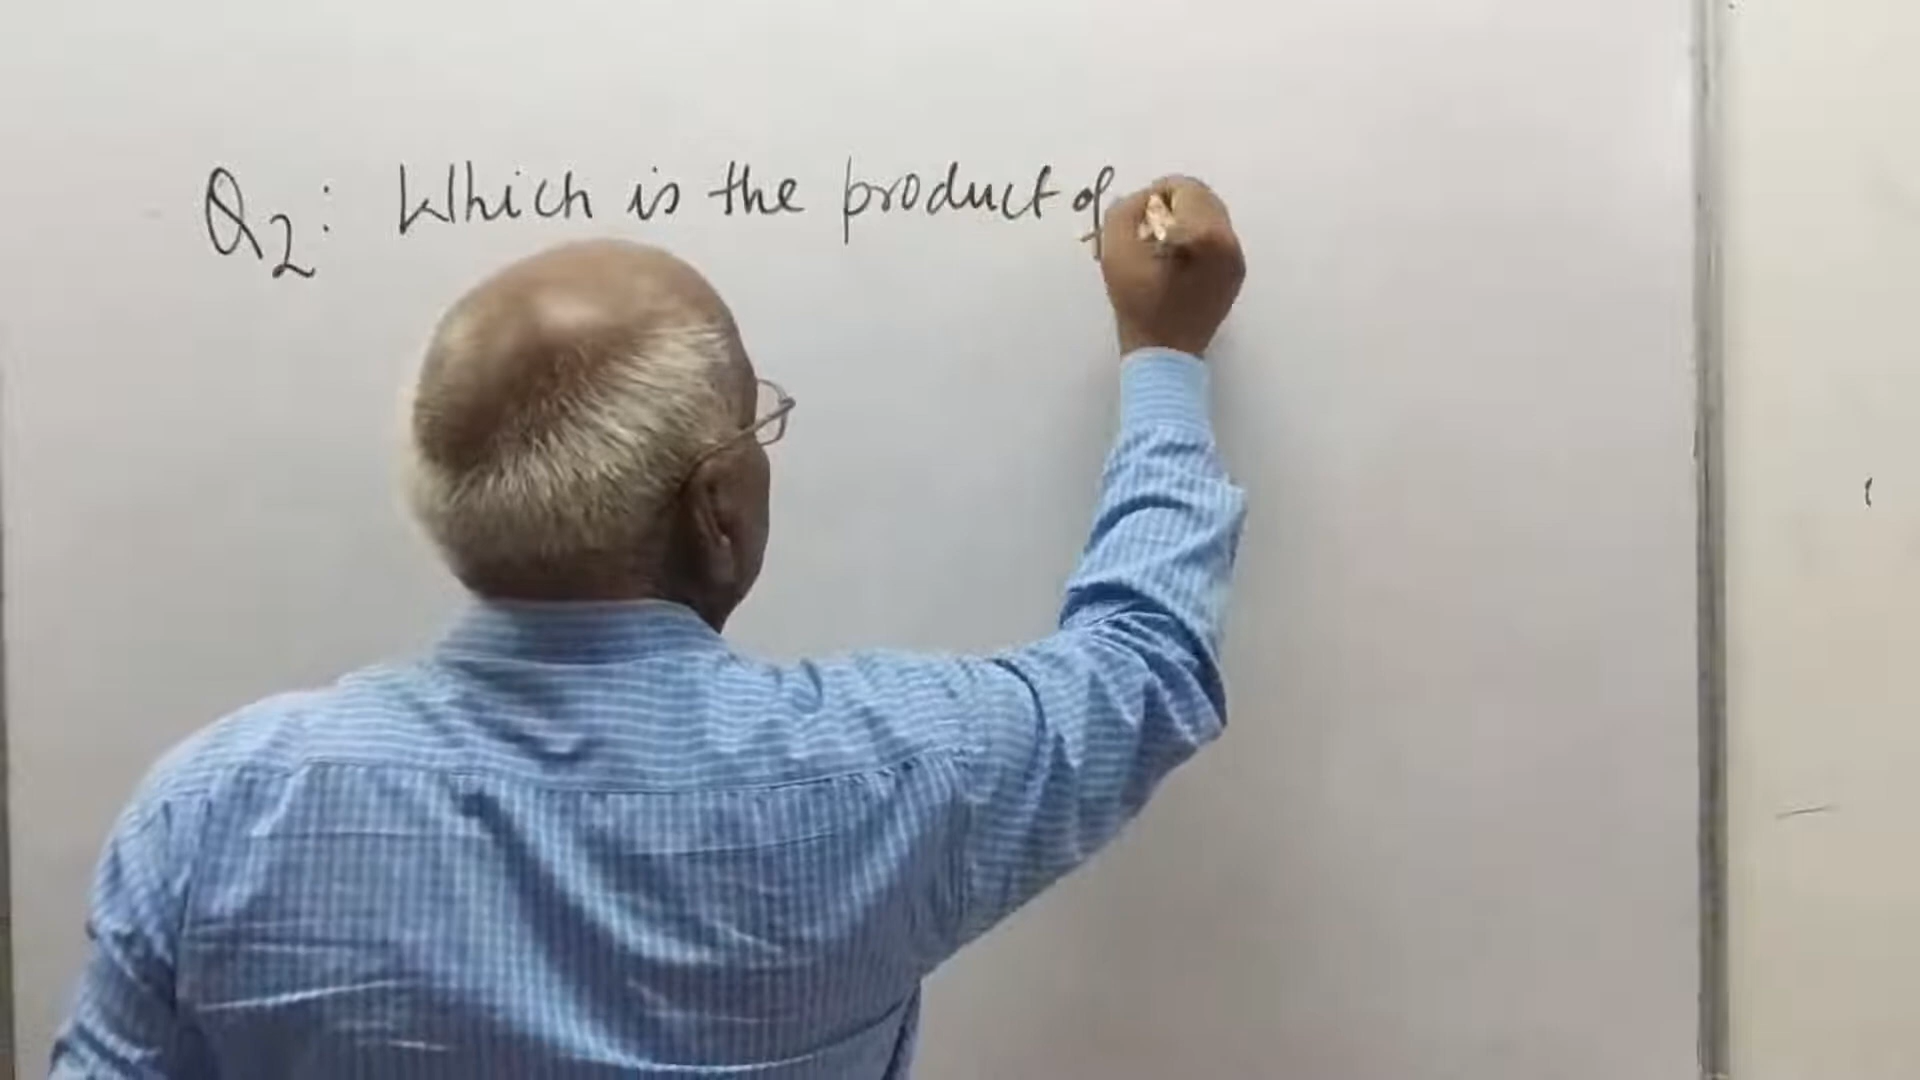 Q2: Which is the product of